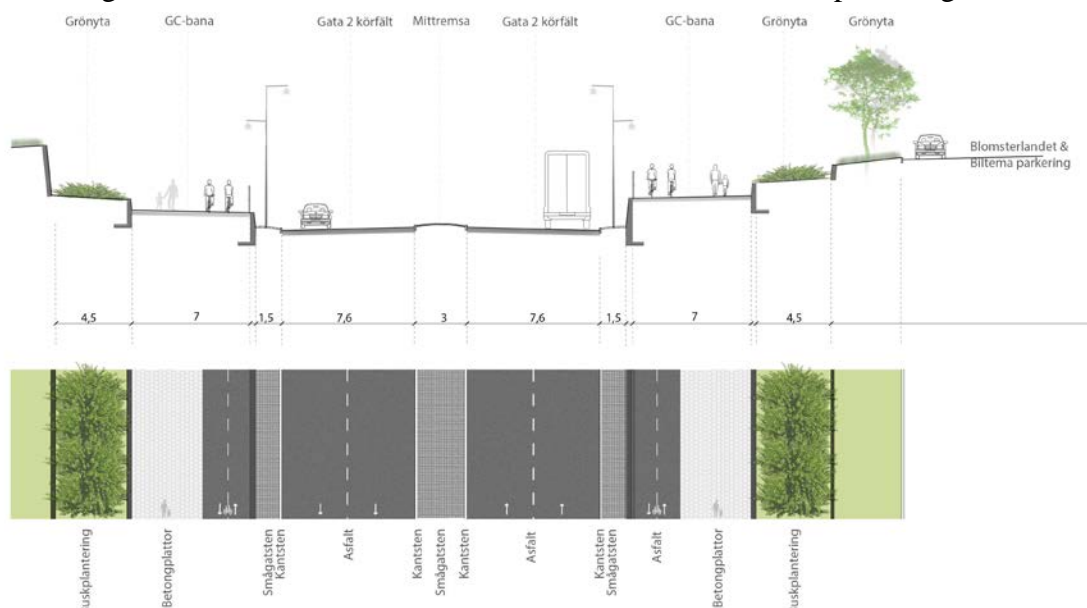 Grönyta
GC-bana
Gata 2 körfält
Mittremsa
Gata 2 körfält
GC-bana
Grönyta
Grönyta
Blomsterlandet &
Biltema parkering
4,5
7
1,5
7,6
3
7,6
1,5
7
4,5
uskplantering
Betongplattor
Smågatsten
Kantsten
Asfalt
Kantsten
Smågatsten
Kantsten
Asfalt
Kantsten
Smågatsten
Asfalt
Betongplattor
Buskplantering